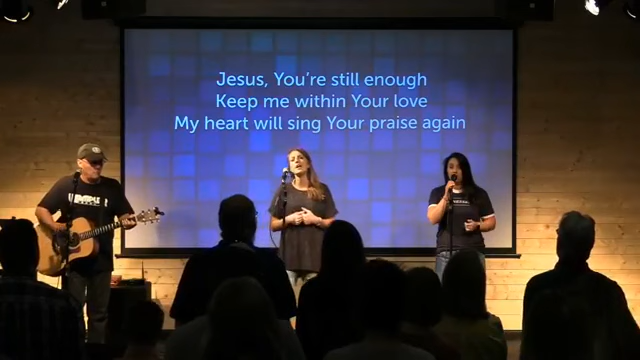 Jesus, You're still enough
Keep me within Your love
My heart will sing Your praise again